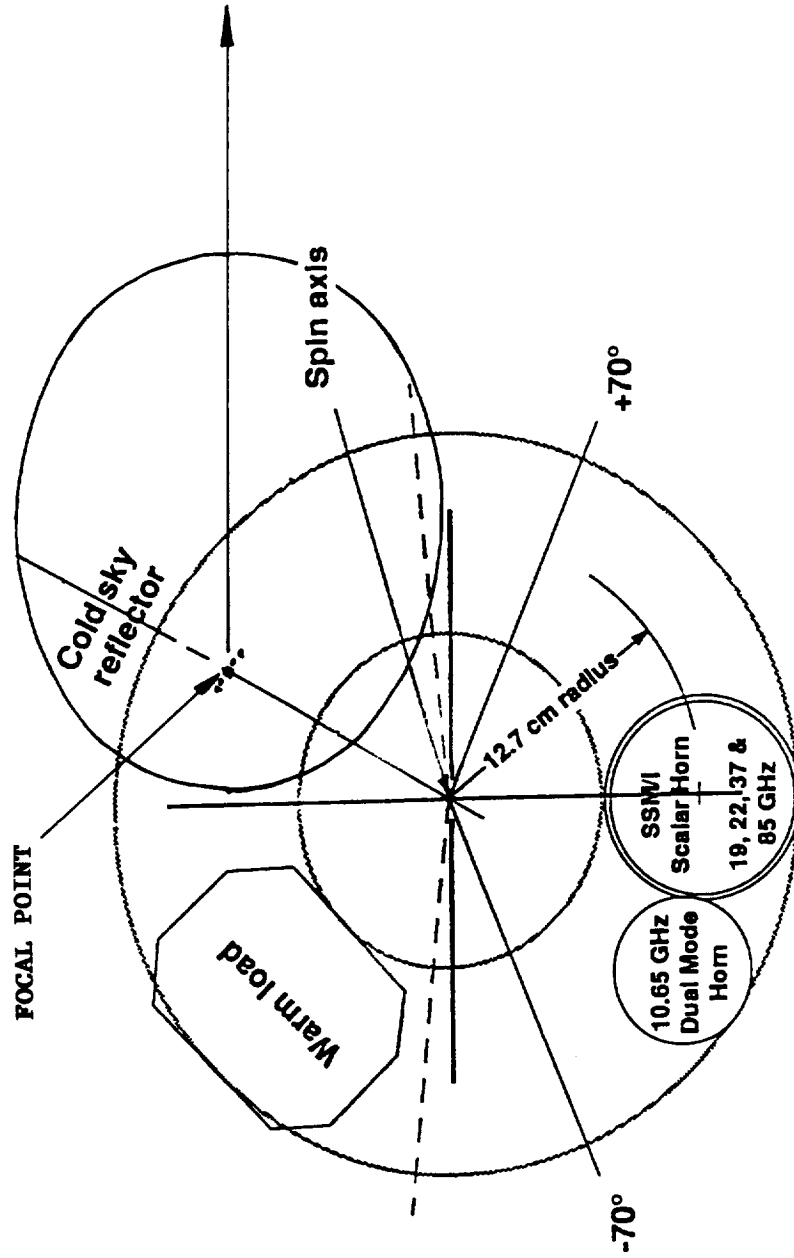 FOCAL POINT
Cold sky
reflector
Spin axis
Warm load
12.7 cm radius
+70°
-70°
10.65 GHz
Dual Mode
Horn
SSM/I
Scalar Horn
19, 22, 37 &
85 GHz